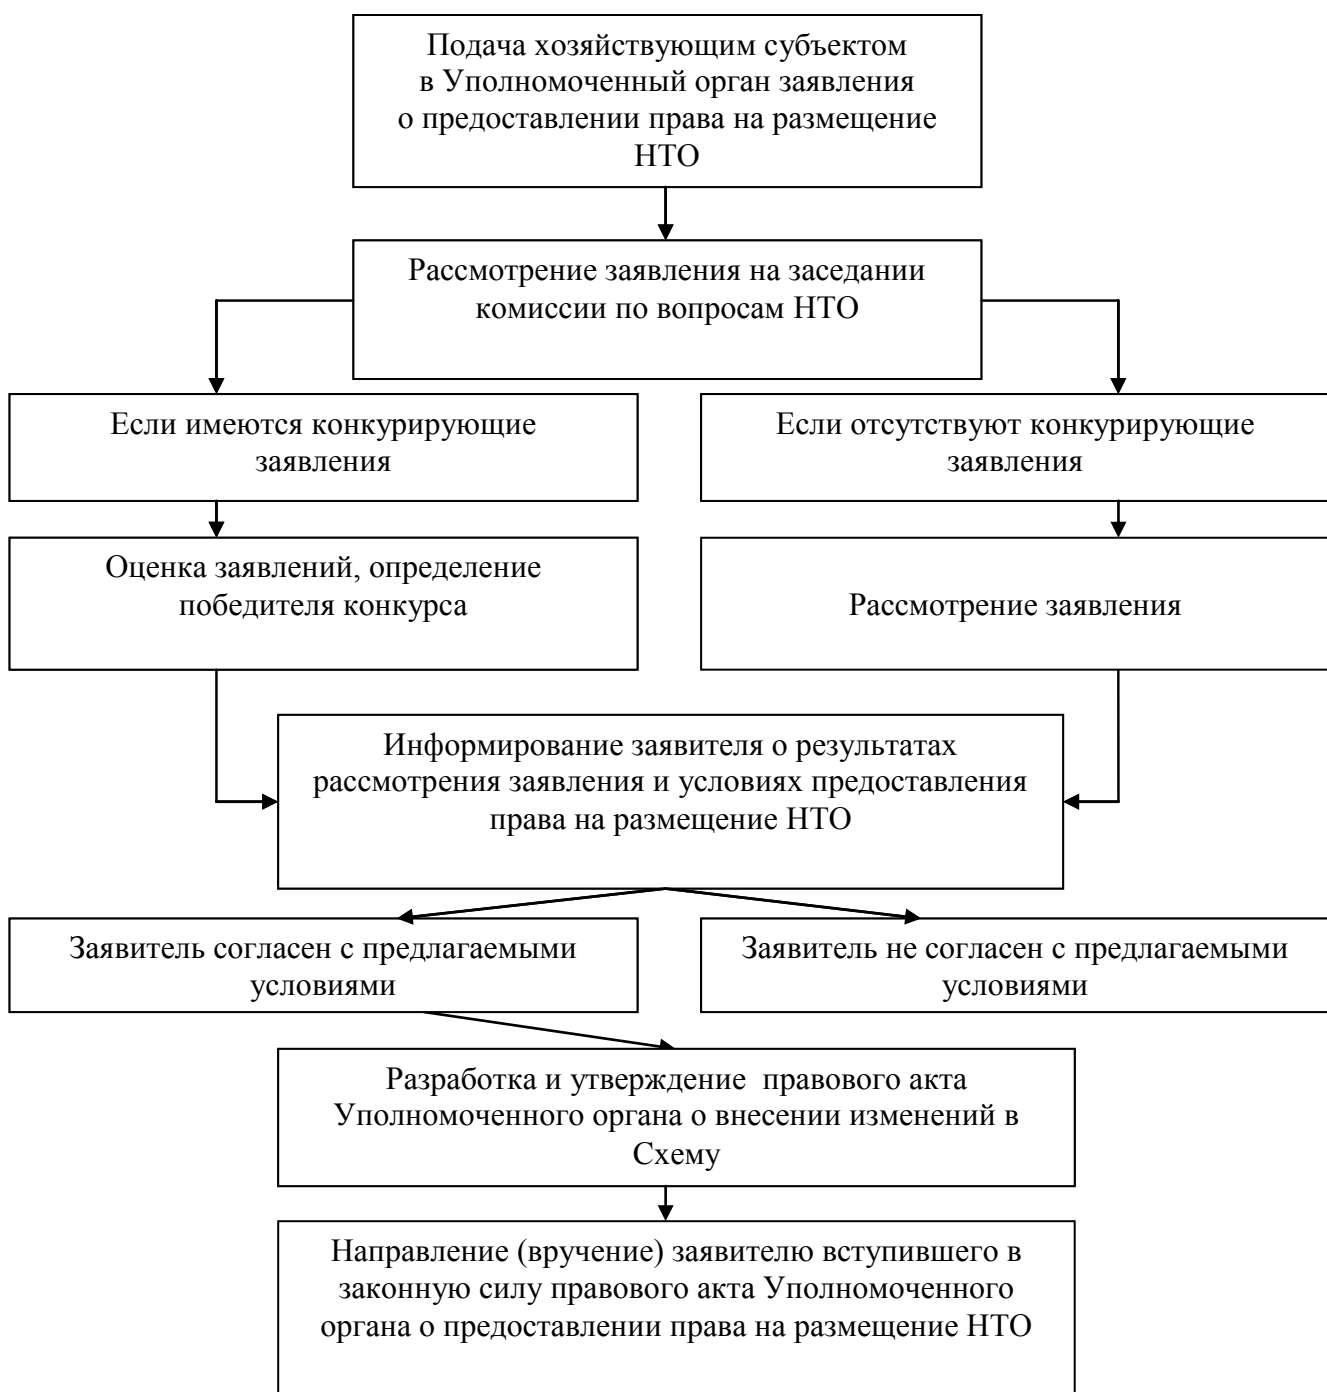 Подача хозяйствующим субъектом
в Уполномоченный орган заявления
о предоставлении права на размещение
НТО
Рассмотрение заявления на заседании
комиссии по вопросам НТО
Если имеются конкурирующие
заявления
Если отсутствуют конкурирующие
заявления
Оценка заявлений, определение
победителя конкурса
Рассмотрение заявления
Информирование заявителя о результатах
рассмотрения заявления и условиях предоставления
права на размещение НТО
Заявитель согласен с предлагаемыми
условиями
Заявитель не согласен с предлагаемыми
условиями
Разработка и утверждение правового акта
Уполномоченного органа о внесении изменений в
Схему
Направление (вручение) заявителю вступившего в
законную силу правового акта Уполномоченного
органа о предоставлении права на размещение НТО